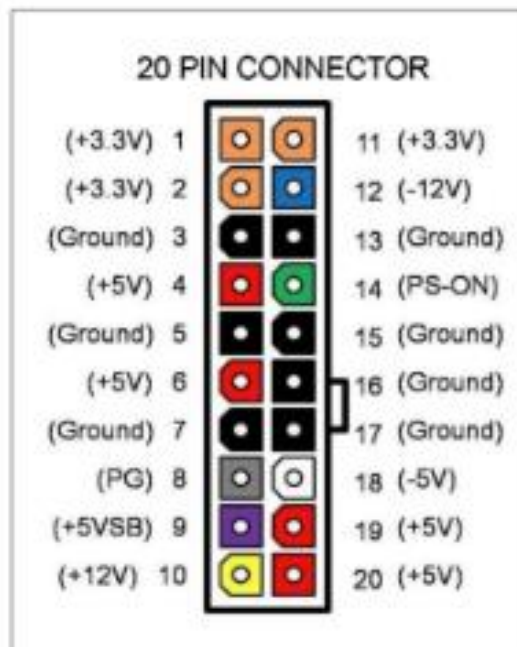 20 PIN CONNECTOR
(+3.3V) 1 11 (+3.3V)
(+3.3V) 2 12 (-12V)
(Ground) 3 13 (Ground)
(+5V) 4 14 (PS-ON)
(Ground) 5 15 (Ground)
(+5V) 6 16 (Ground)
(Ground) 7 17 (Ground)
(PG) 8 18 (-5V)
(+5VSB) 9 19 (+5V)
(+12V) 10 20 (+5V)